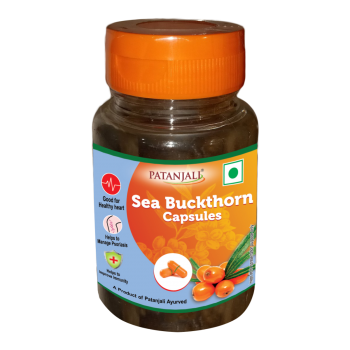 PATANJALI
Sea Buckthorn
Capsules
Good for
Healthy heart
Helps to
Manage Psoriasis
Helps to
Improves Immunity
A Product of Patanjali Ayurved